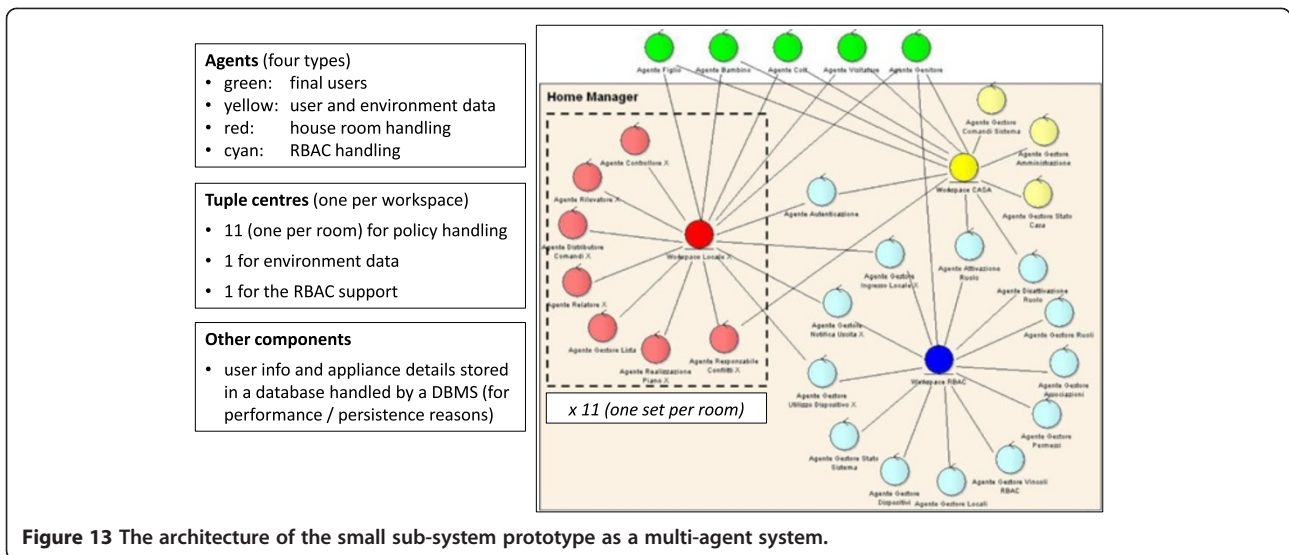 Agents (four types)
• green: final users
• yellow: user and environment data
• red: house room handling
• cyan: RBAC handling
Tuple centres (one per workspace)
• 11 (one per room) for policy handling
• 1 for environment data
• 1 for the RBAC support
Other components
• user info and appliance details stored
in a database handled by a DBMS (for
performance / persistence reasons)
Agente Figlio
Agente Bambino
Agente Colf
Agente Visitatore
Agente Genitore
Home Manager
Agente Controllore X
Agente Rilevatore X
Agente Distributore
Comandi X
Agente Relatore X
Agente Gestore Lista
Agente Realizzazione
Piano X
Agente Responsabile
Conflitti X
Workspace Locale X
x 11 (one set per room)
Agente Gestore
Comandi Sistema
Agente Gestore
Amministrazione
Workspace CASA
Agente Gestore Stato
Casa
Agente Autenticazione
Agente Gestore
Ingresso Locale X
Agente Attivazione
Ruolo
Agente Disattivazione
Ruolo
Agente Gestore
Notifica Uscita X
Agente Gestore Ruoli
Workspace RBAC
Agente Gestore
Associazioni
Agente Gestore
Utilizzo Dispositivo X
Agente Gestore
Permessi
Agente Gestore Stato
Sistema
Agente Gestore Vincoli
RBAC
Agente Gestore
Dispositivi
Agente Gestore Locali
Figure 13 The architecture of the small sub-system prototype as a multi-agent system.